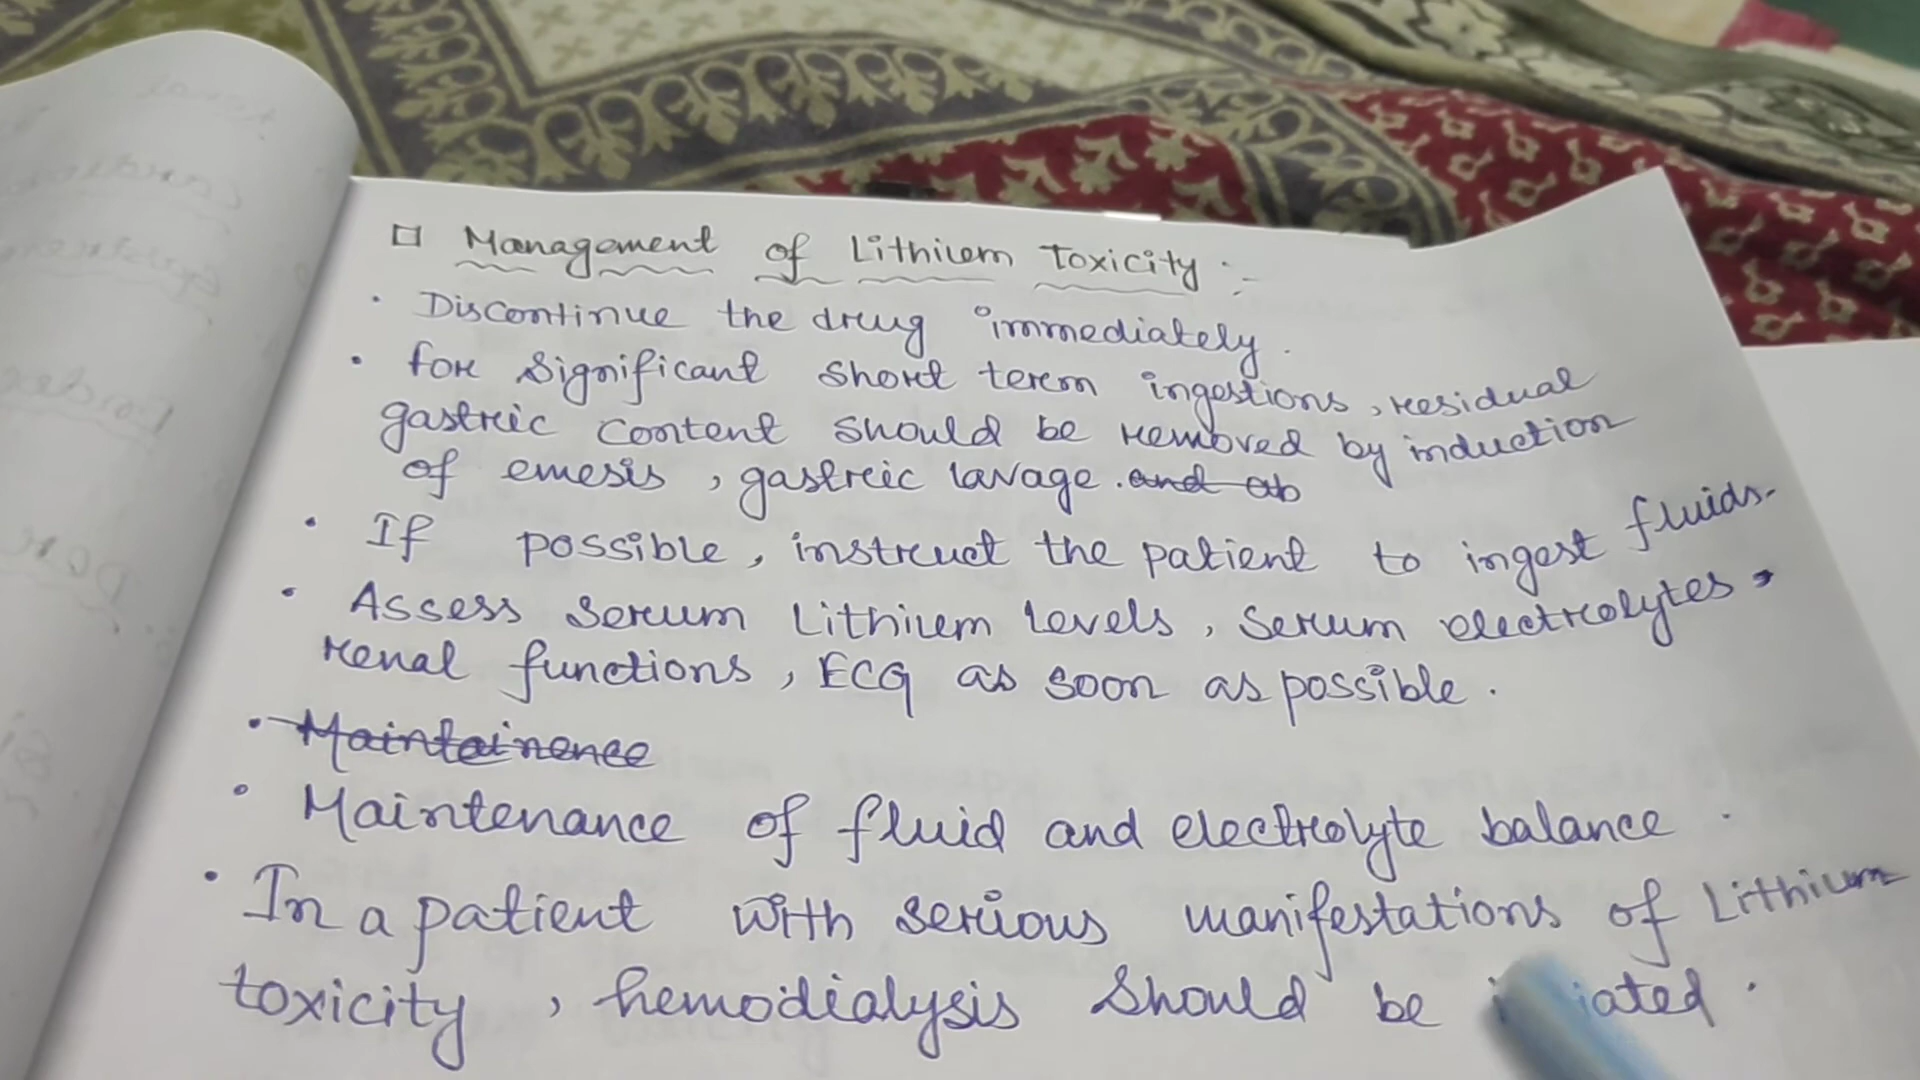 Management of Lithium Toxicity :-
• Discontinue the drug immediately.
• for significant short term ingestions, residual
gastric content should be removed by induction
of emesis, gastric lavage. and ab
• If possible, instruct the patient to ingest fluids.
• Assess serum Lithium levels, serum electrolytes,
renal functions, ECG as soon as possible.
• Maintainence
• Maintenance of fluid and electrolyte balance.
• In a patient with serious manifestations of Lithium
toxicity, hemodialysis should be